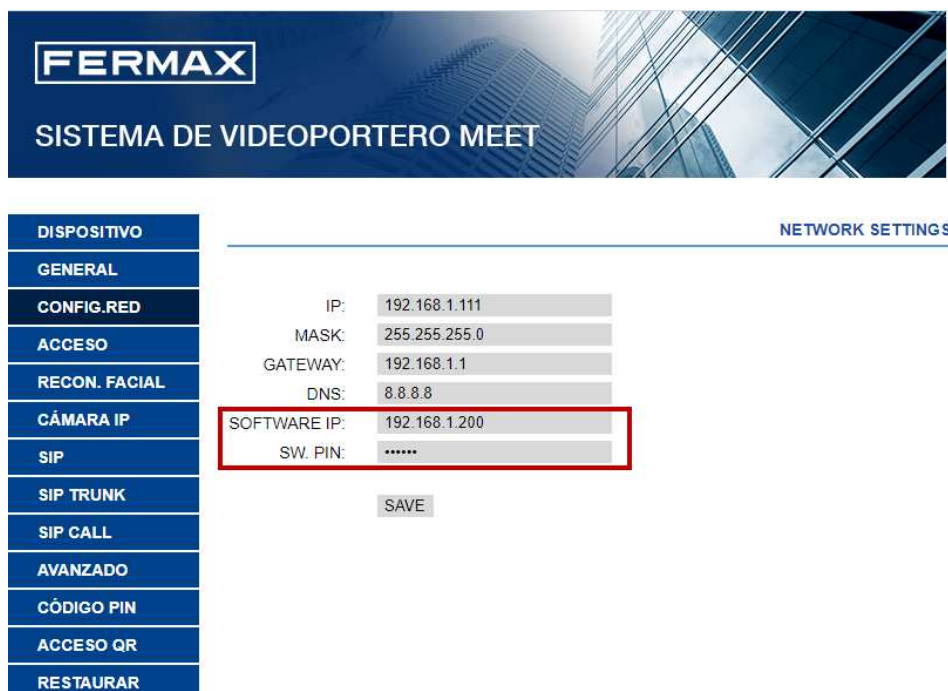 FERMAX
SISTEMA DE VIDEOPORTERO MEET
DISPOSITIVO
GENERAL
CONFIG.RED
ACCESO
RECON. FACIAL
CÁMARA IP
SIP
SIP TRUNK
SIP CALL
AVANZADO
CÓDIGO PIN
ACCESO QR
RESTAURAR
NETWORK SETTINGS
IP: 192.168.1.111
MASK: 255.255.255.0
GATEWAY: 192.168.1.1
DNS: 8.8.8.8
SOFTWARE IP: 192.168.1.200
SW. PIN: ••••••
SAVE